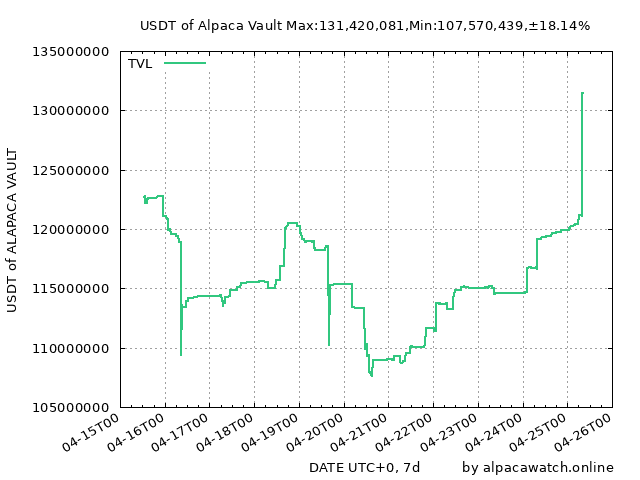 USDT of Alpaca Vault Max:131,420,081,Min:107,570,439,±18.14%
TVL
135000000
130000000
125000000
120000000
115000000
110000000
105000000
USDT of ALAPACA VAULT
04-15T00
04-16T00
04-17T00
04-18T00
04-19T00
04-20T00
04-21T00
04-22T00
04-23T00
04-24T00
04-25T00
04-26T00
DATE UTC+0, 7d
by alpacawatch.online